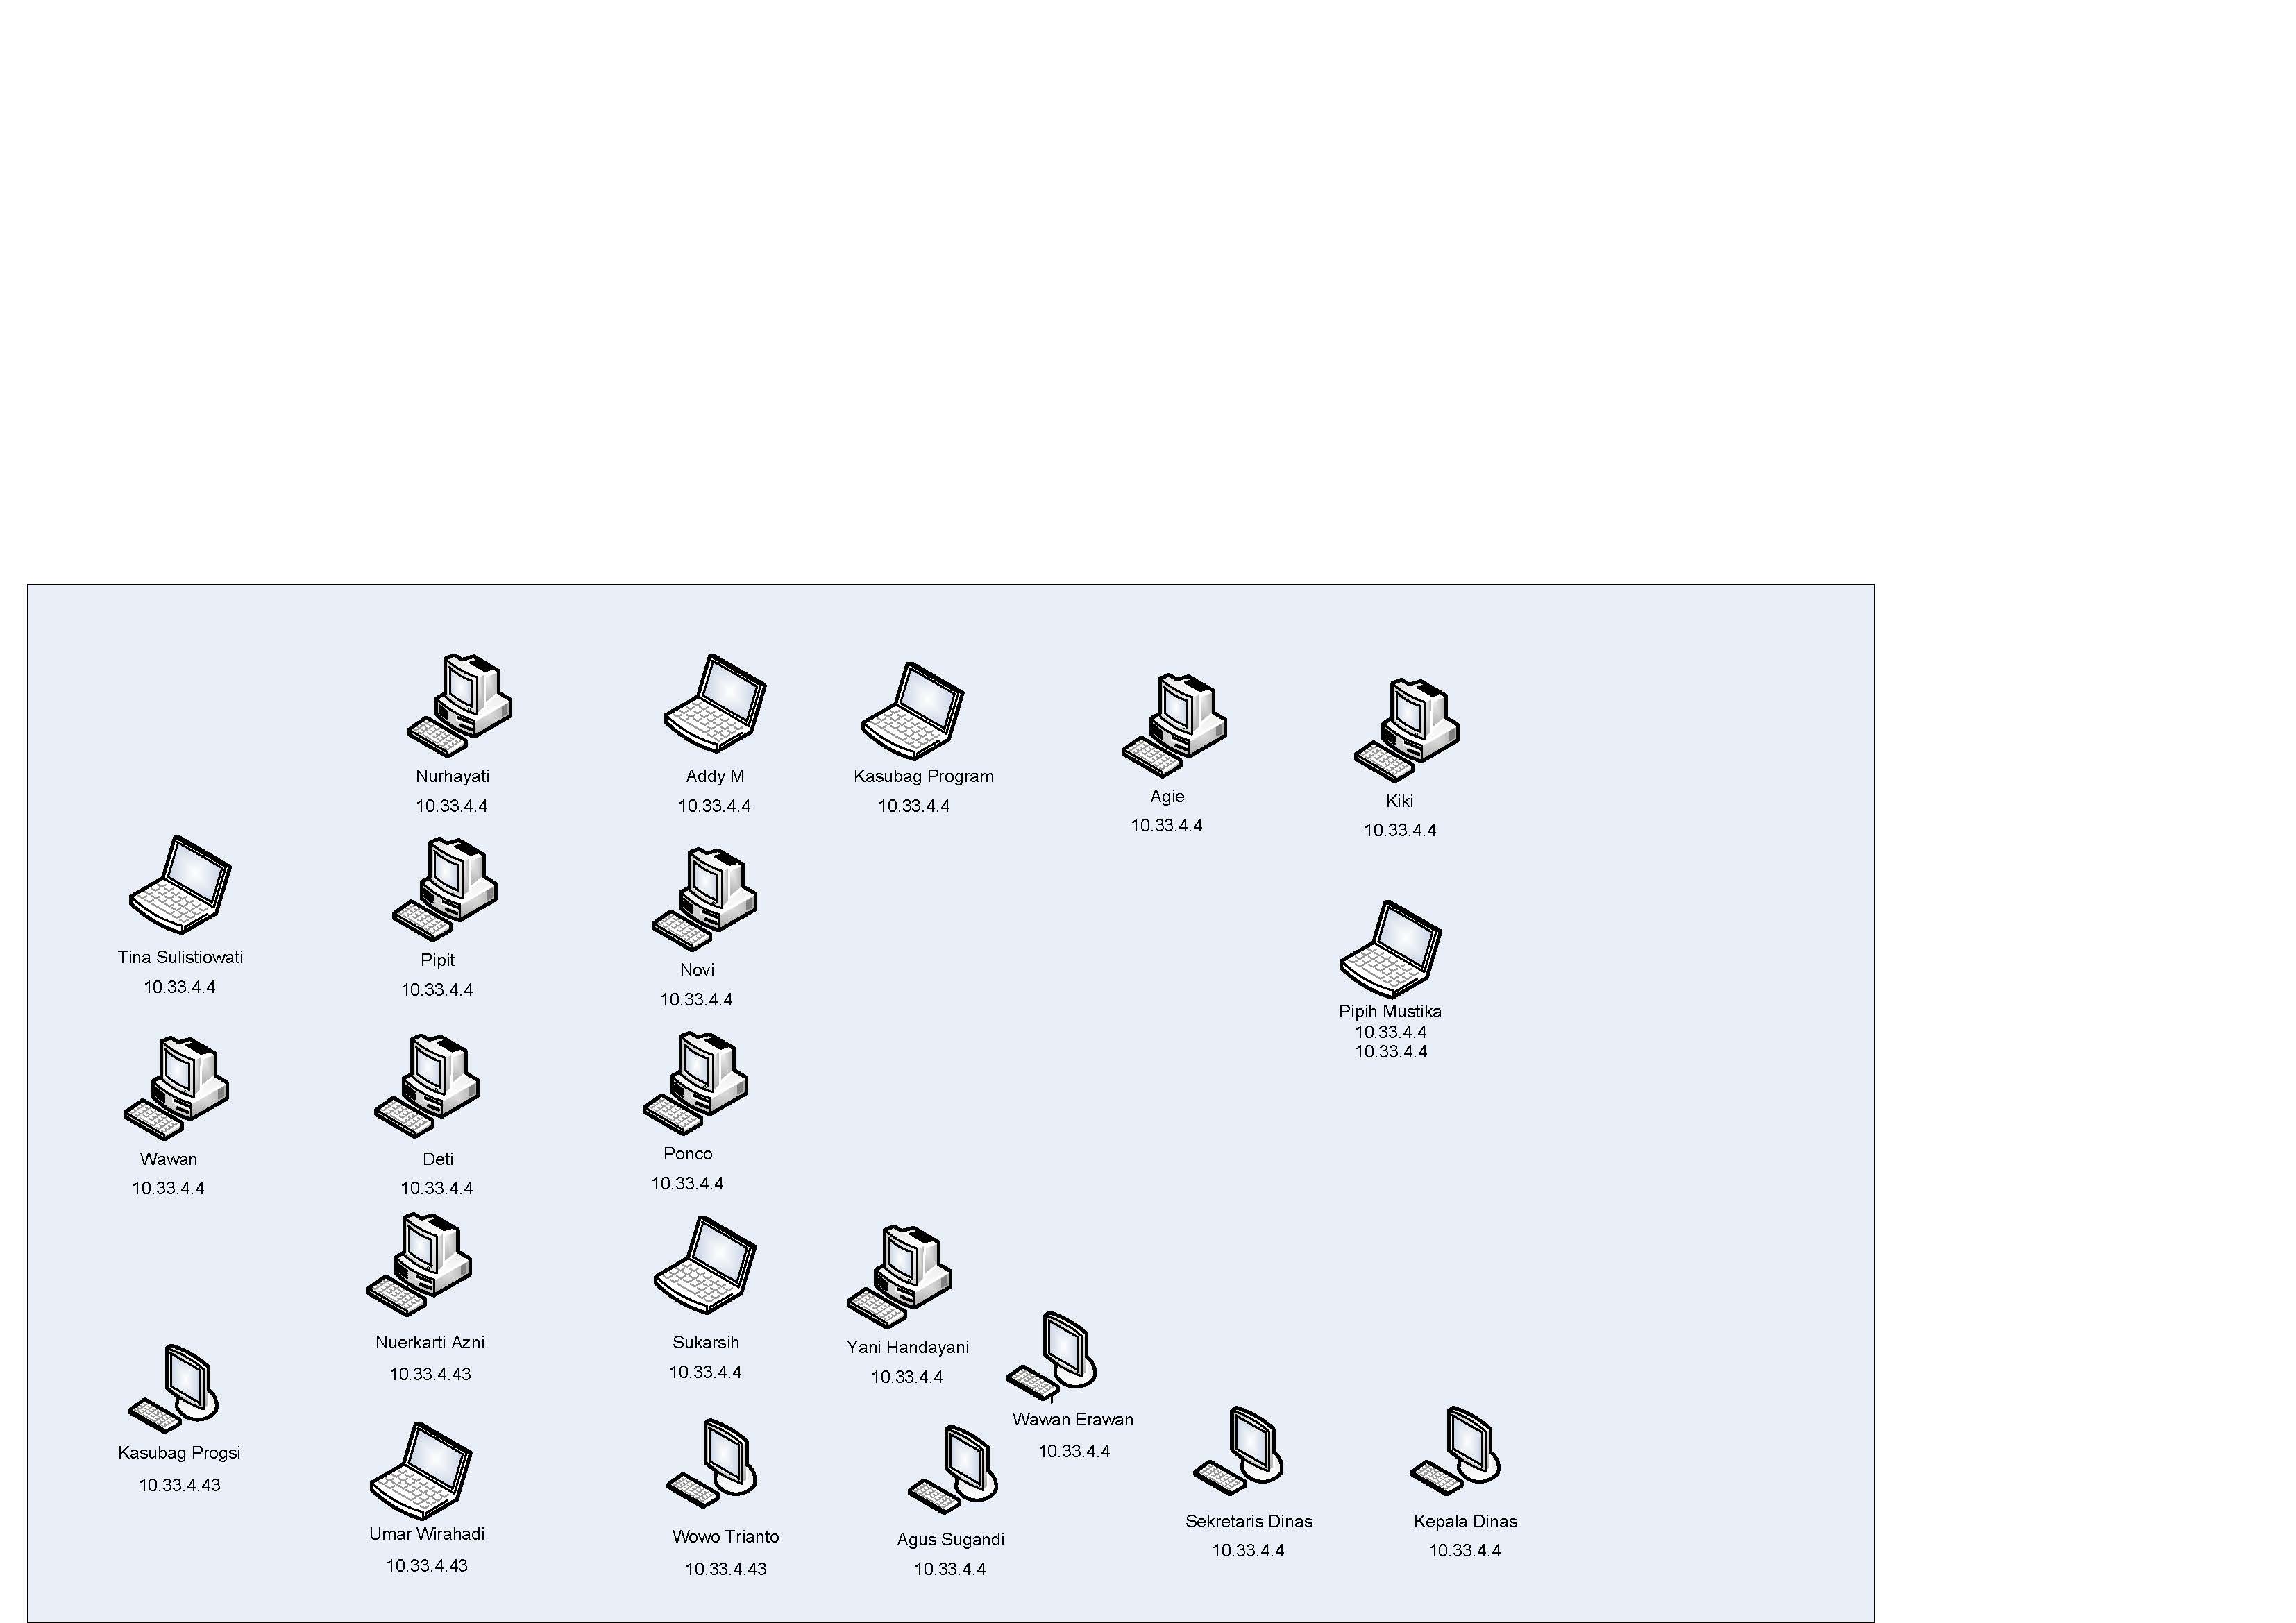 Nurhayati
10.33.4.4
Addy M
10.33.4.4
Kasubag Program
10.33.4.4
Agie
10.33.4.4
Kiki
10.33.4.4
Tina Sulistiowati
10.33.4.4
Pipit
10.33.4.4
Novi
10.33.4.4
Pipih Mustika
10.33.4.4
10.33.4.4
Wawan
10.33.4.4
Deti
10.33.4.4
Ponco
10.33.4.4
Nuerkarti Azni
10.33.4.43
Sukarsih
10.33.4.4
Yani Handayani
10.33.4.4
Wawan Erawan
10.33.4.4
Kasubag Progsi
10.33.4.43
Umar Wirahadi
10.33.4.43
Wowo Trianto
10.33.4.43
Agus Sugandi
10.33.4.4
Sekretaris Dinas
10.33.4.4
Kepala Dinas
10.33.4.4